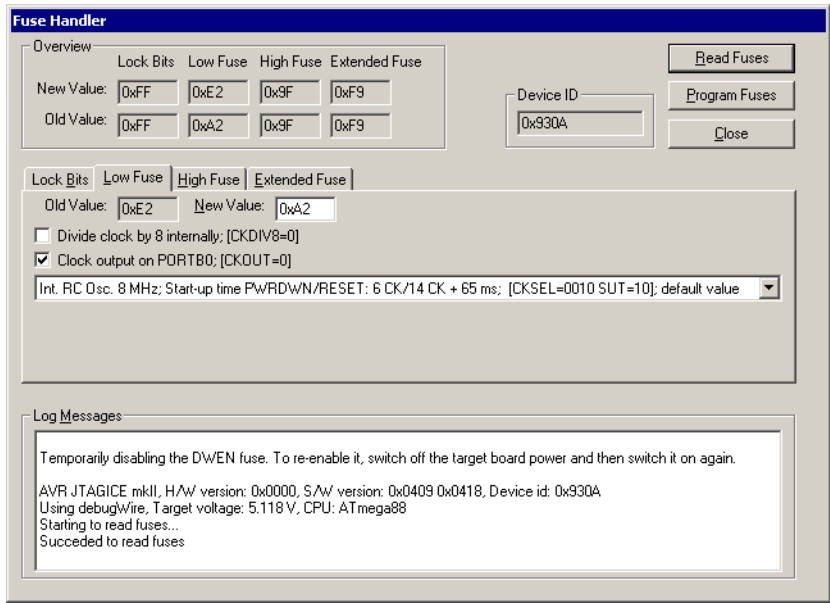 Fuse Handler
Overview
Lock Bits Low Fuse High Fuse Extended Fuse
New Value: 0xFF 0xE2 0x9F 0xF9
Old Value: 0xFF 0xA2 0x9F 0xF9
Device ID
0x930A
Read Fuses
Program Fuses
Close
Lock Bits Low Fuse High Fuse Extended Fuse
Old Value: 0xE2 New Value: 0xA2
Divide clock by 8 internally; [CKDIV8=0]
Clock output on PORTB0; [CKOUT=0]
Int. RC Osc. 8 MHz; Start-up time PWRDWN/RESET: 6 CK/14 CK + 65 ms; [CKSEL=0010 SUT=10]; default value
Log Messages
Temporarily disabling the DWEN fuse. To re-enable it, switch off the target board power and then switch it on again.
AVR JTAGICE mkII, H/W version: 0x0000, S/W version: 0x0409 0x0418, Device id: 0x930A
Using debugWire, Target voltage: 5.118 V, CPU: ATmega88
Starting to read fuses...
Succeded to read fuses